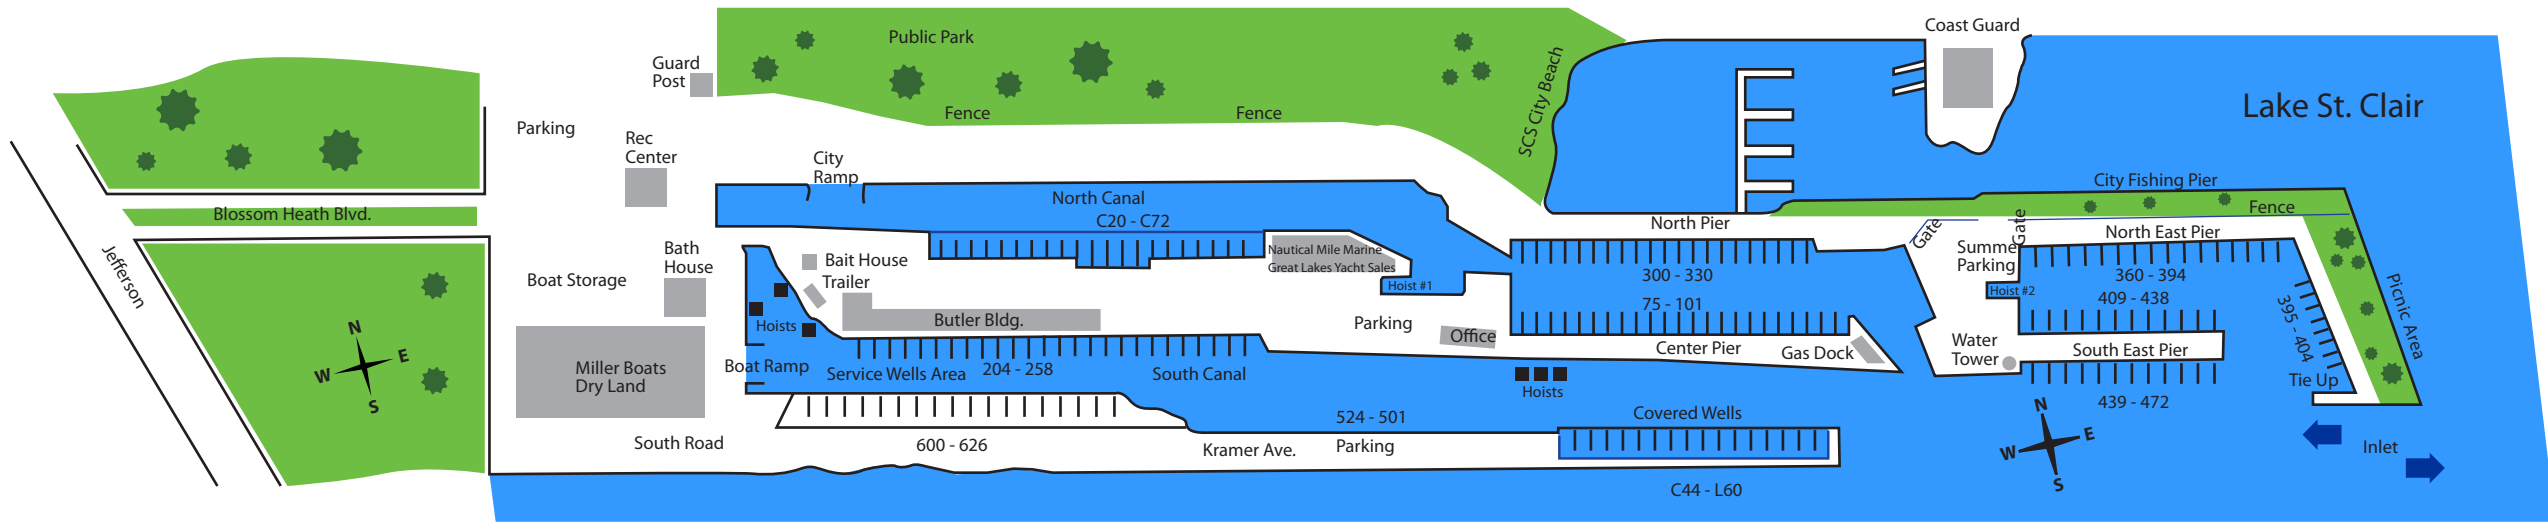 Coast Guard
Public Park
Guard
Post
Lake St. Clair
SCS City Beach
Fence
Fence
Parking
Rec
Center
City
Ramp
City Fishing Pier
North Canal
Fence
Blossom Heath Blvd.
C20 - C72
North Pier
Gate
Gate
North East Pier
Jefferson
Bath
House
Bait House
Nautical Mile Marine
Great Lakes Yacht Sales
Summe
Parking
300 - 330
360 - 394
Boat Storage
Trailer
Hoist #1
Hoist #2
409 - 438
75 - 101
395 - 404
Picnic Area
Hoists
Butler Bldg.
Parking
Office
N
E
W
S
Center Pier
Gas Dock
Water
Tower
South East Pier
Miller Boats
Dry Land
Boat Ramp
Service Wells Area
204 - 258
South Canal
Hoists
Tie Up
439 - 472
524 - 501
Covered Wells
N
E
W
S
South Road
600 - 626
Kramer Ave.
Parking
Inlet
C44 - L60